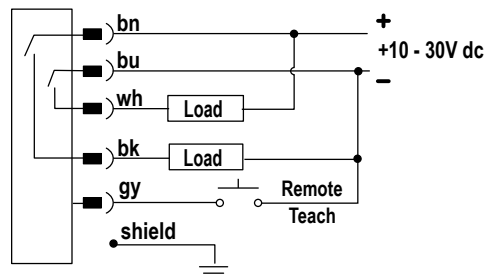 bn
+
+10 - 30V dc
bu
−
wh
Load
bk
Load
gy
Remote
Teach
shield